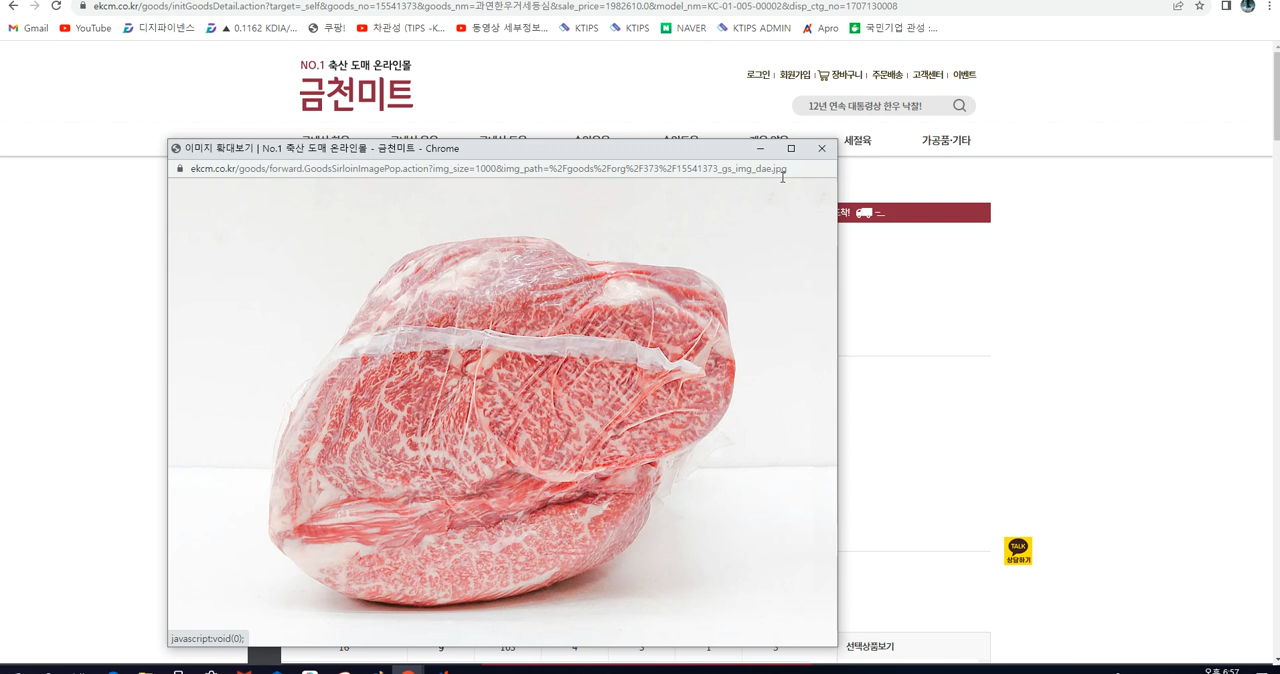 ekcm.co.kr/goods/initGoodsDetail.action?target=_self&goods_no=15541373&goods_nm=과연한우거세등심&sale_price=1982610.0&model_nm=KC-01-005-00002&disp_ctg_no=1707130008
Gmail YouTube 디지파이넌스 ▲ 0.1162 KDIA/... 쿠팡! 차관성 (TIPS -K... 동영상 세부정보... KTIPS KTIPS NAVER KTIPS ADMIN Apro 국민기업 관성 :...
NO.1 축산 도매 온라인몰
금천미트
로그인 회원가입 장바구니 주문배송 고객센터 이벤트
12년 연속 대통령상 한우 낙찰!
세절육 가공품·기타
이미지 확대보기 | No.1 축산 도매 온라인몰 - 금천미트 - Chrome
ekcm.co.kr/goods/forward.GoodsSirloinImagePop.action?img_size=1000&img_path=%2Fgoods%2Forg%2F373%2F15541373_gs_img_dae.jpg
착!
TALK
상담하기
javascript:void(0);
선택상품보기
오후 6:57